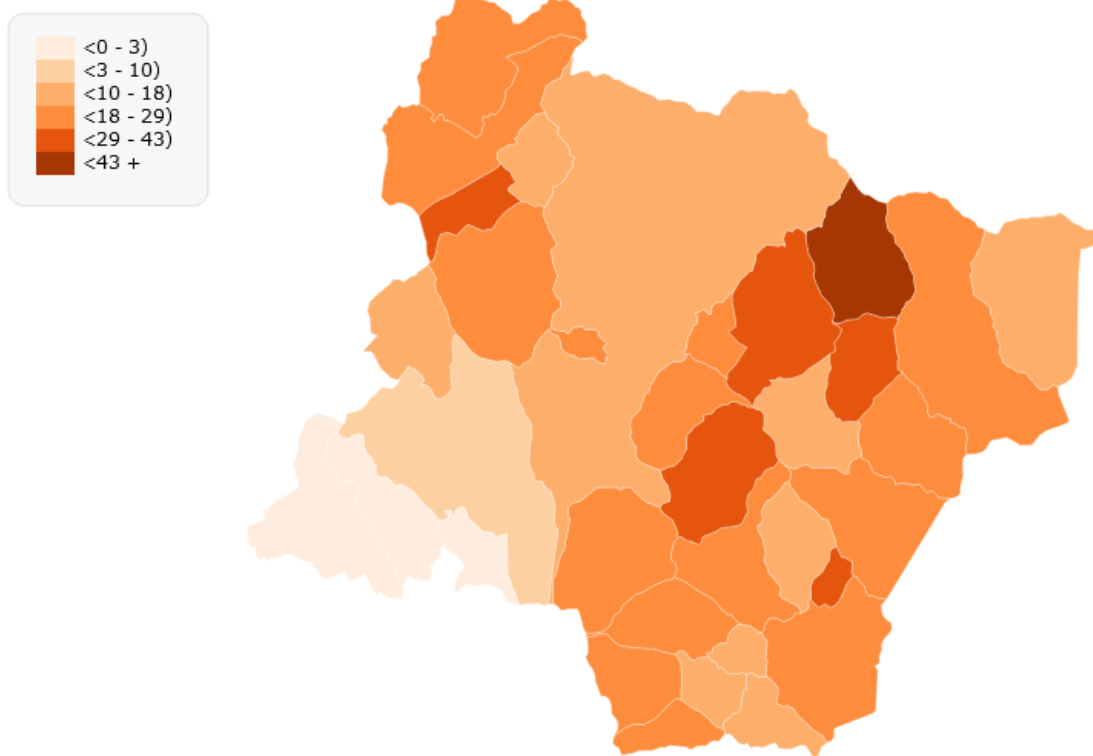 <0 - 3)
<3 - 10)
<10 - 18)
<18 - 29)
<29 - 43)
<43 +